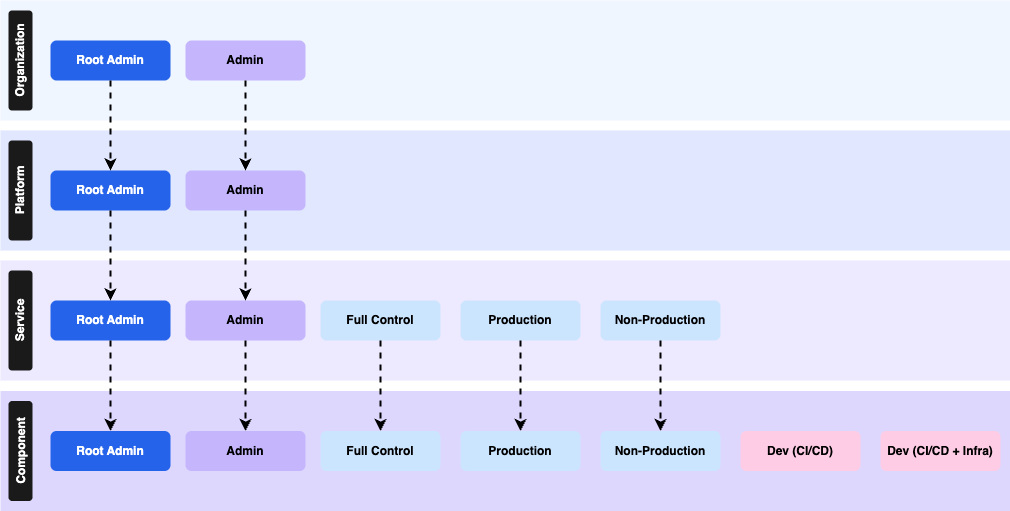 Organization
Root Admin
Admin
Platform
Root Admin
Admin
Service
Root Admin
Admin
Full Control
Production
Non-Production
Component
Root Admin
Admin
Full Control
Production
Non-Production
Dev (CI/CD)
Dev (CI/CD + Infra)